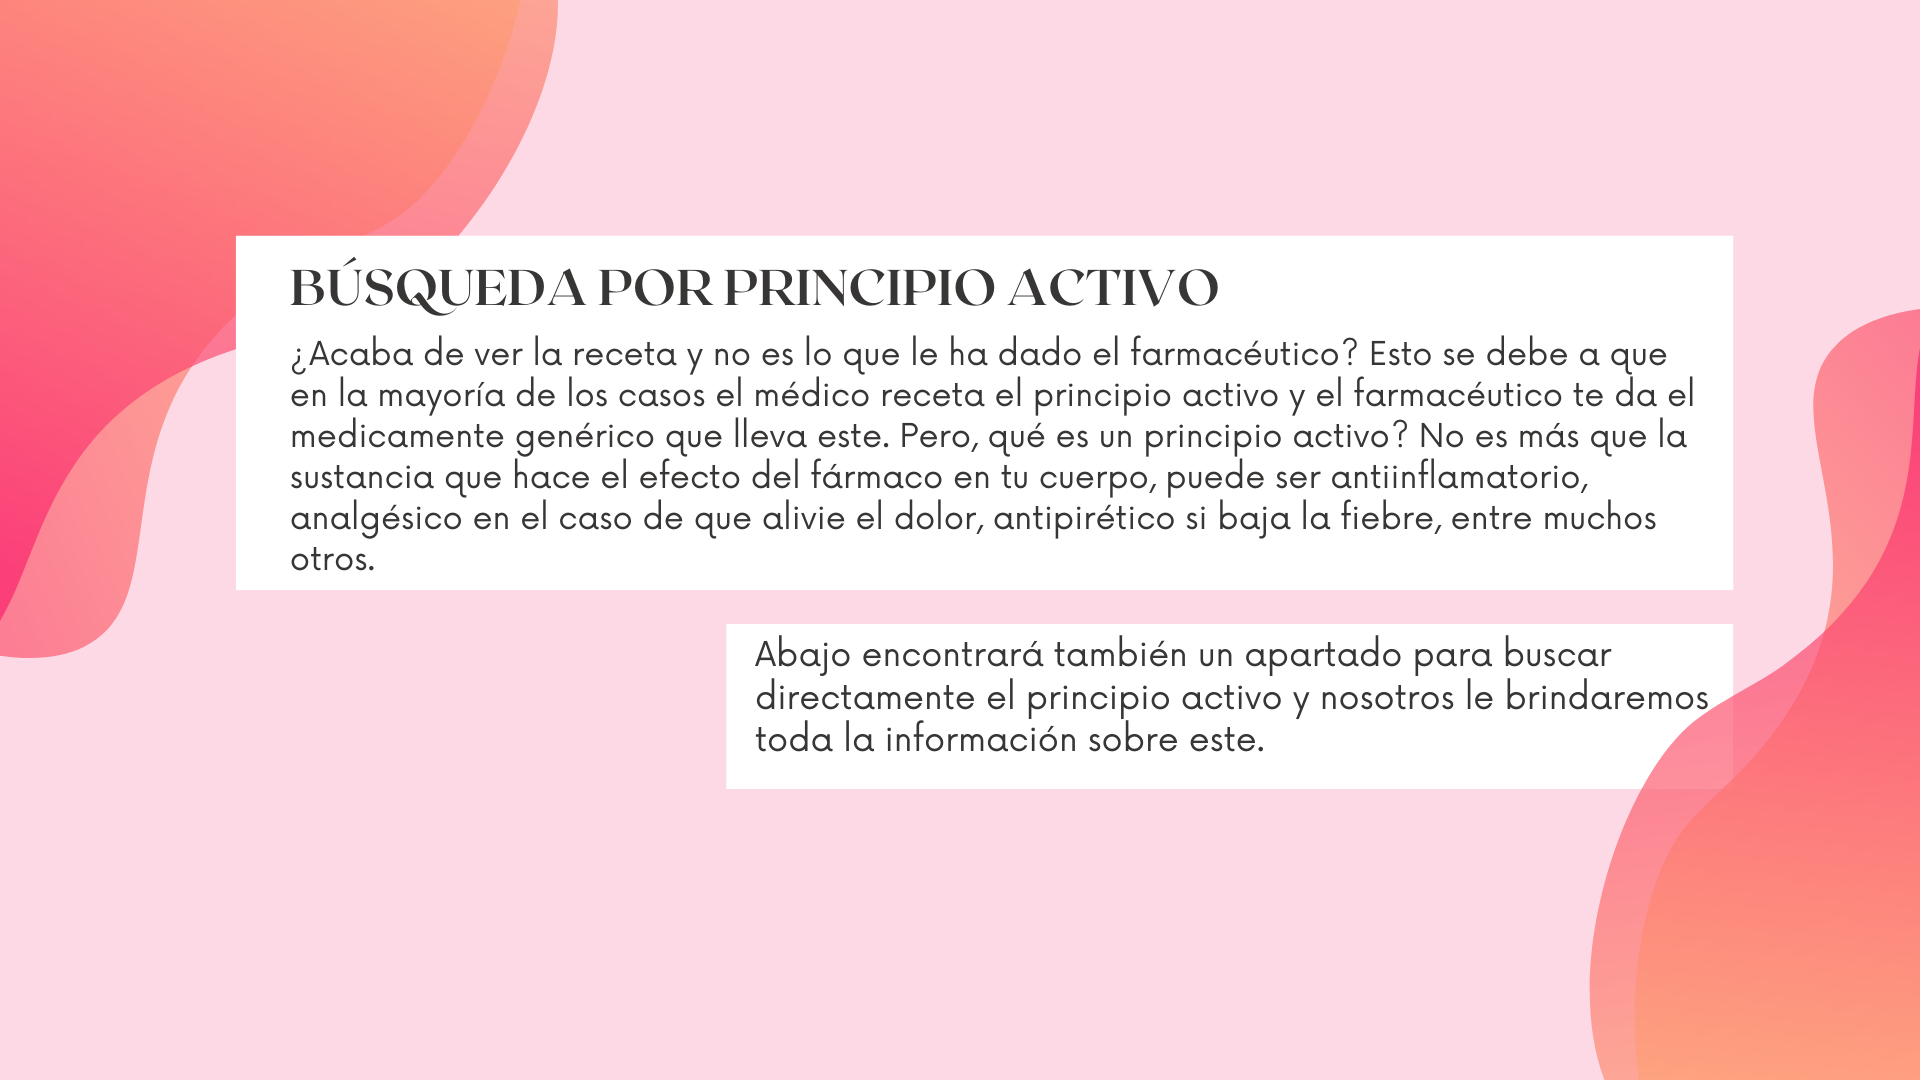 BÚSQUEDA POR PRINCIPIO ACTIVO
¿Acaba de ver la receta y no es lo que le ha dado el farmacéutico? Esto se debe a que
en la mayoría de los casos el médico receta el principio activo y el farmacéutico te da el
medicamente genérico que lleva este. Pero, qué es un principio activo? No es más que la
sustancia que hace el efecto del fármaco en tu cuerpo, puede ser antiinflamatorio,
analgésico en el caso de que alivie el dolor, antipirético si baja la fiebre, entre muchos
otros.
Abajo encontrará también un apartado para buscar
directamente el principio activo y nosotros le brindaremos
toda la información sobre este.